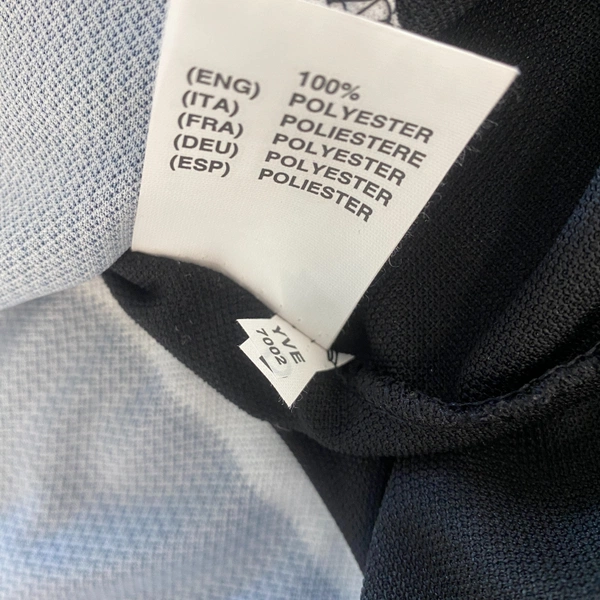 100%
(ENG) POLYESTER
(ITA) POLIESTERE
(FRA) POLYESTER
(DEU) POLYESTER
(ESP) POLIESTER
YVE
7002